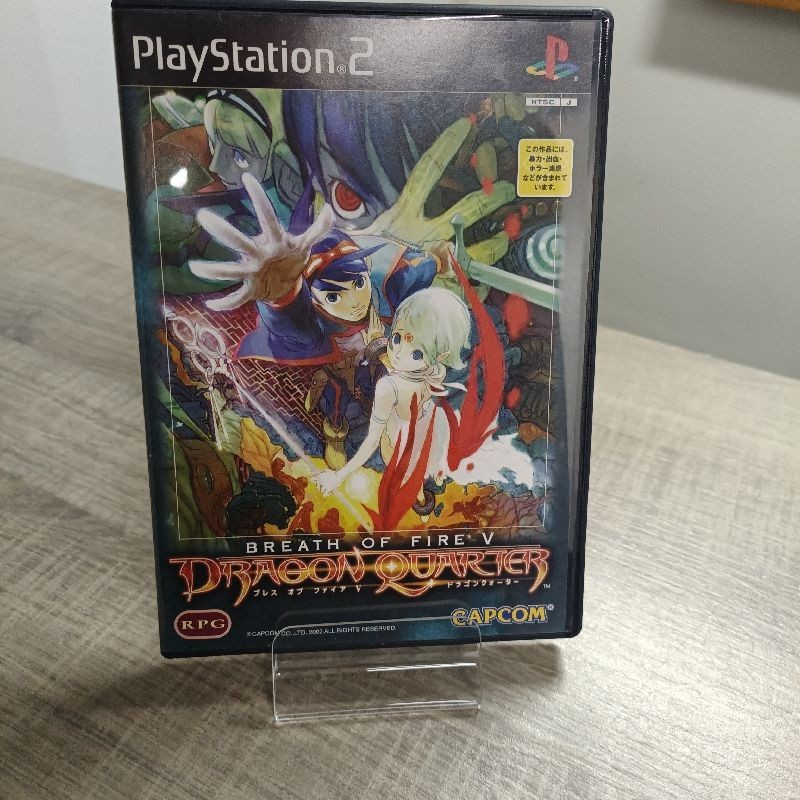 PlayStation®2
NTSC J
この作品には、
暴力・出血・
ホラー表現
などが含まれて
います。
BREATH OF FIRE V
DRAGON QUARTER™
ブレス オブ ファイア V ドラゴンクォーター
RPG
©CAPCOM CO.,LTD. 2002 ALL RIGHTS RESERVED.
CAPCOM®